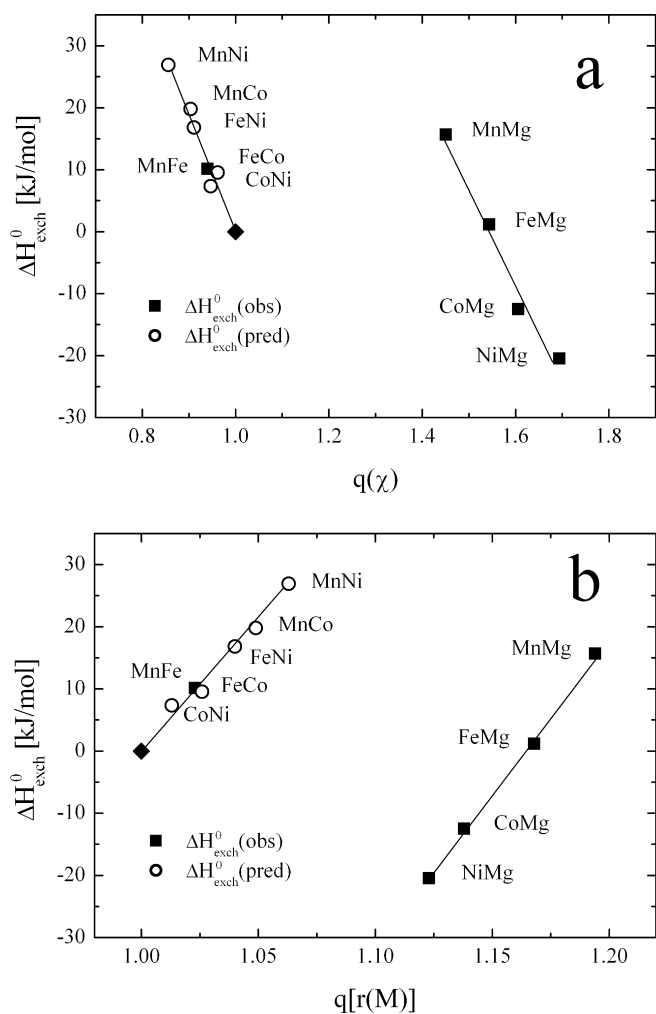 a
30
20
10
0
-10
-20
-30
ΔH⁰exch [kJ/mol]
MnNi
MnCo
FeNi
MnFe
FeCo
CoNi
MnMg
FeMg
CoMg
NiMg
ΔH⁰exch(obs)
ΔH⁰exch(pred)
0.8 1.0 1.2 1.4 1.6 1.8
q(χ)
b
30
20
10
0
-10
-20
-30
ΔH⁰exch [kJ/mol]
MnNi
MnCo
FeNi
MnFe
FeCo
CoNi
MnMg
FeMg
CoMg
NiMg
ΔH⁰exch(obs)
ΔH⁰exch(pred)
1.00 1.05 1.10 1.15 1.20
q[r(M)]